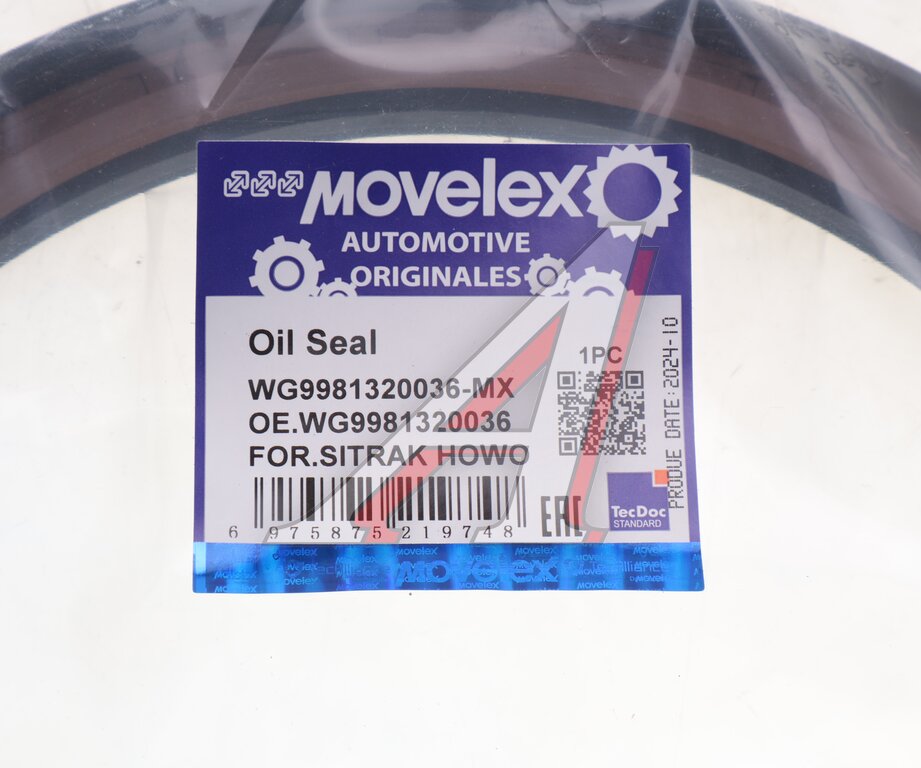 MOVELEX
AUTOMOTIVE
ORIGINALES
Oil Seal
1PC
WG9981320036-MX
OE.WG9981320036
FOR.SITRAK HOWO
PRODUE DATE:2024-10
6 975875 219748
EAC
TecDoc
STANDARD
movelex